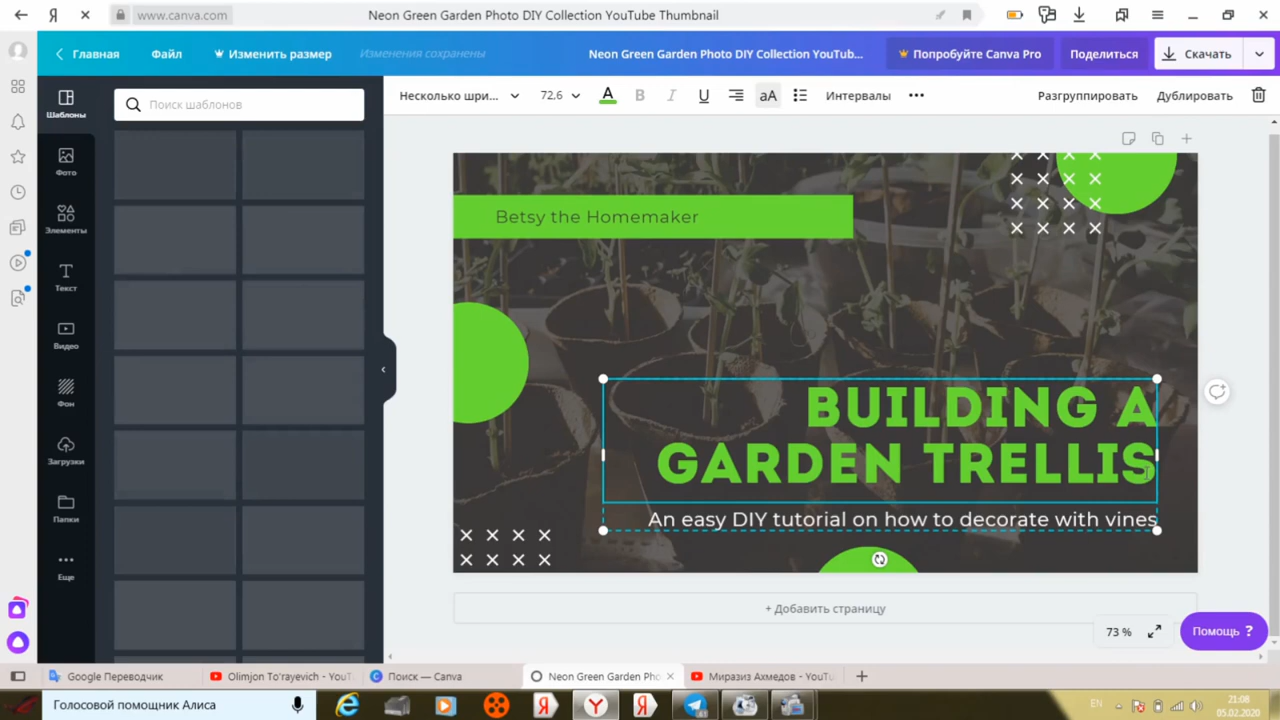 www.canva.com
Neon Green Garden Photo DIY Collection YouTube Thumbnail
Главная
Файл
Изменить размер
Изменения сохранены
Neon Green Garden Photo DIY Collection YouTub...
Попробуйте Canva Pro
Поделиться
Скачать
Шаблоны
Поиск шаблонов
Несколько шри...
72.6
A
B
I
U
aA
Интервалы
Разгруппировать
Дублировать
Фото
Элементы
Текст
Видео
Фон
Загрузки
Папки
Еще
Betsy the Homemaker
BUILDING A
GARDEN TRELLIS
An easy DIY tutorial on how to decorate with vines
+ Добавить страницу
73 %
Помощь ?
Google Переводчик
Olimjon To'rayevich - YouT
Поиск — Canva
Neon Green Garden Pho
Миразиз Ахмедов - YouTu
Голосовой помощник Алиса
EN
21:08
05.02.2020